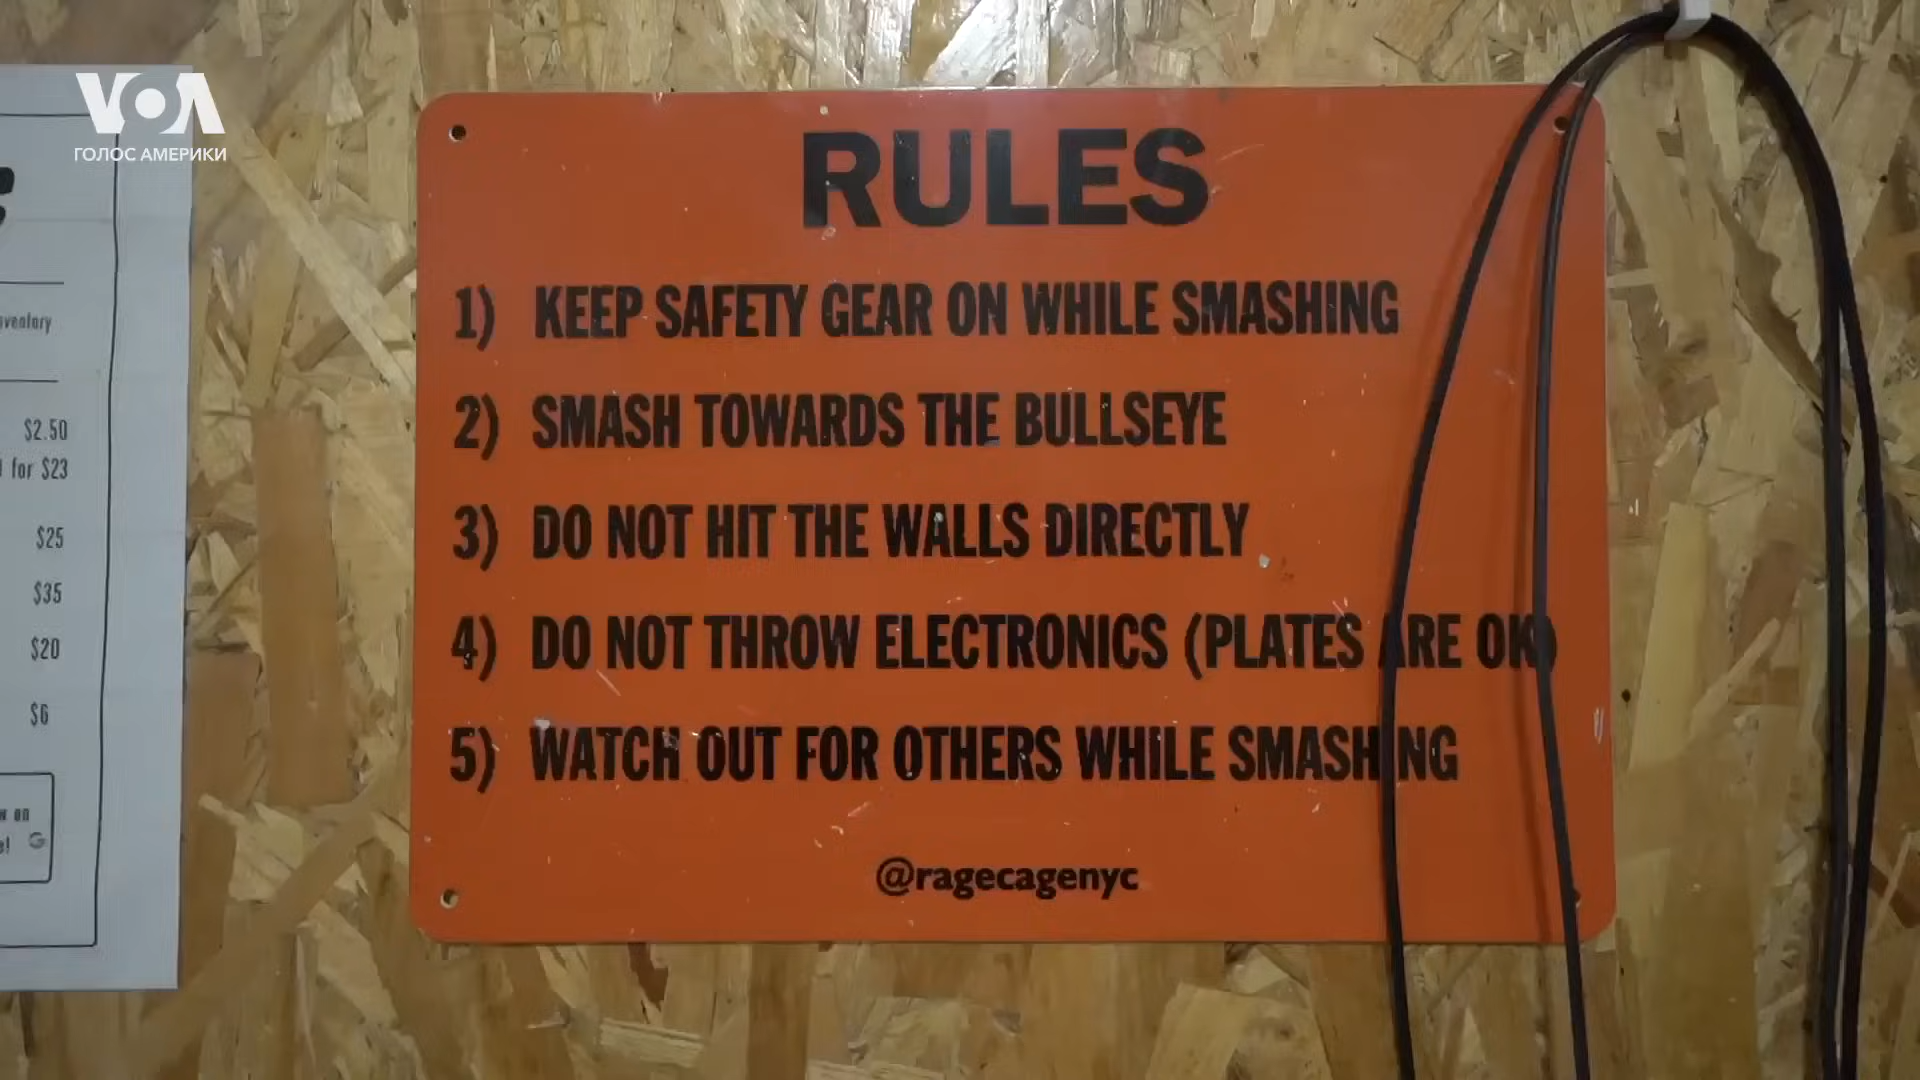 VOA
ГОЛОС АМЕРИКИ
RULES
1) KEEP SAFETY GEAR ON WHILE SMASHING
2) SMASH TOWARDS THE BULLSEYE
3) DO NOT HIT THE WALLS DIRECTLY
4) DO NOT THROW ELECTRONICS (PLATES ARE OK)
5) WATCH OUT FOR OTHERS WHILE SMASHING
@ragecagenyc
$2.50
for $23
$25
$35
$20
$6
on